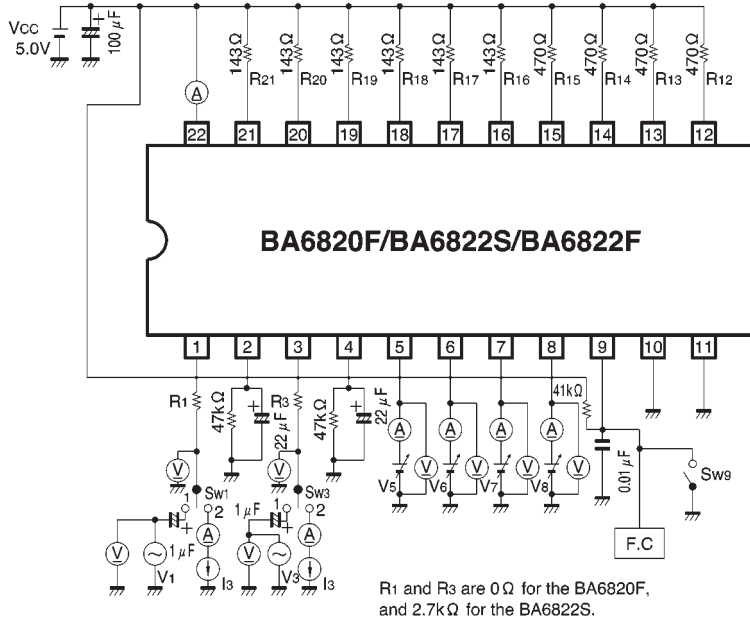 Vcc
5.0V
100 μF
A
143Ω
R21
143Ω
R20
143Ω
R19
143Ω
R18
143Ω
R17
143Ω
R16
470Ω
R15
470Ω
R14
470Ω
R13
470Ω
R12
22 21 20 19 18 17 16 15 14 13 12
BA6820F/BA6822S/BA6822F
1 2 3 4 5 6 7 8 9 10 11
R1
47kΩ
22 μF
R3
47kΩ
22 μF
41kΩ
A A A A
V V V V V V
V5 V6 V7 V8
0.01 μF
Sw9
F.C
1 Sw1 2
1 μF
1 Sw3 2
1 μF
A A
V V
V1 I3 V3 I3
R1 and R3 are 0Ω for the BA6820F,
and 2.7kΩ for the BA6822S.